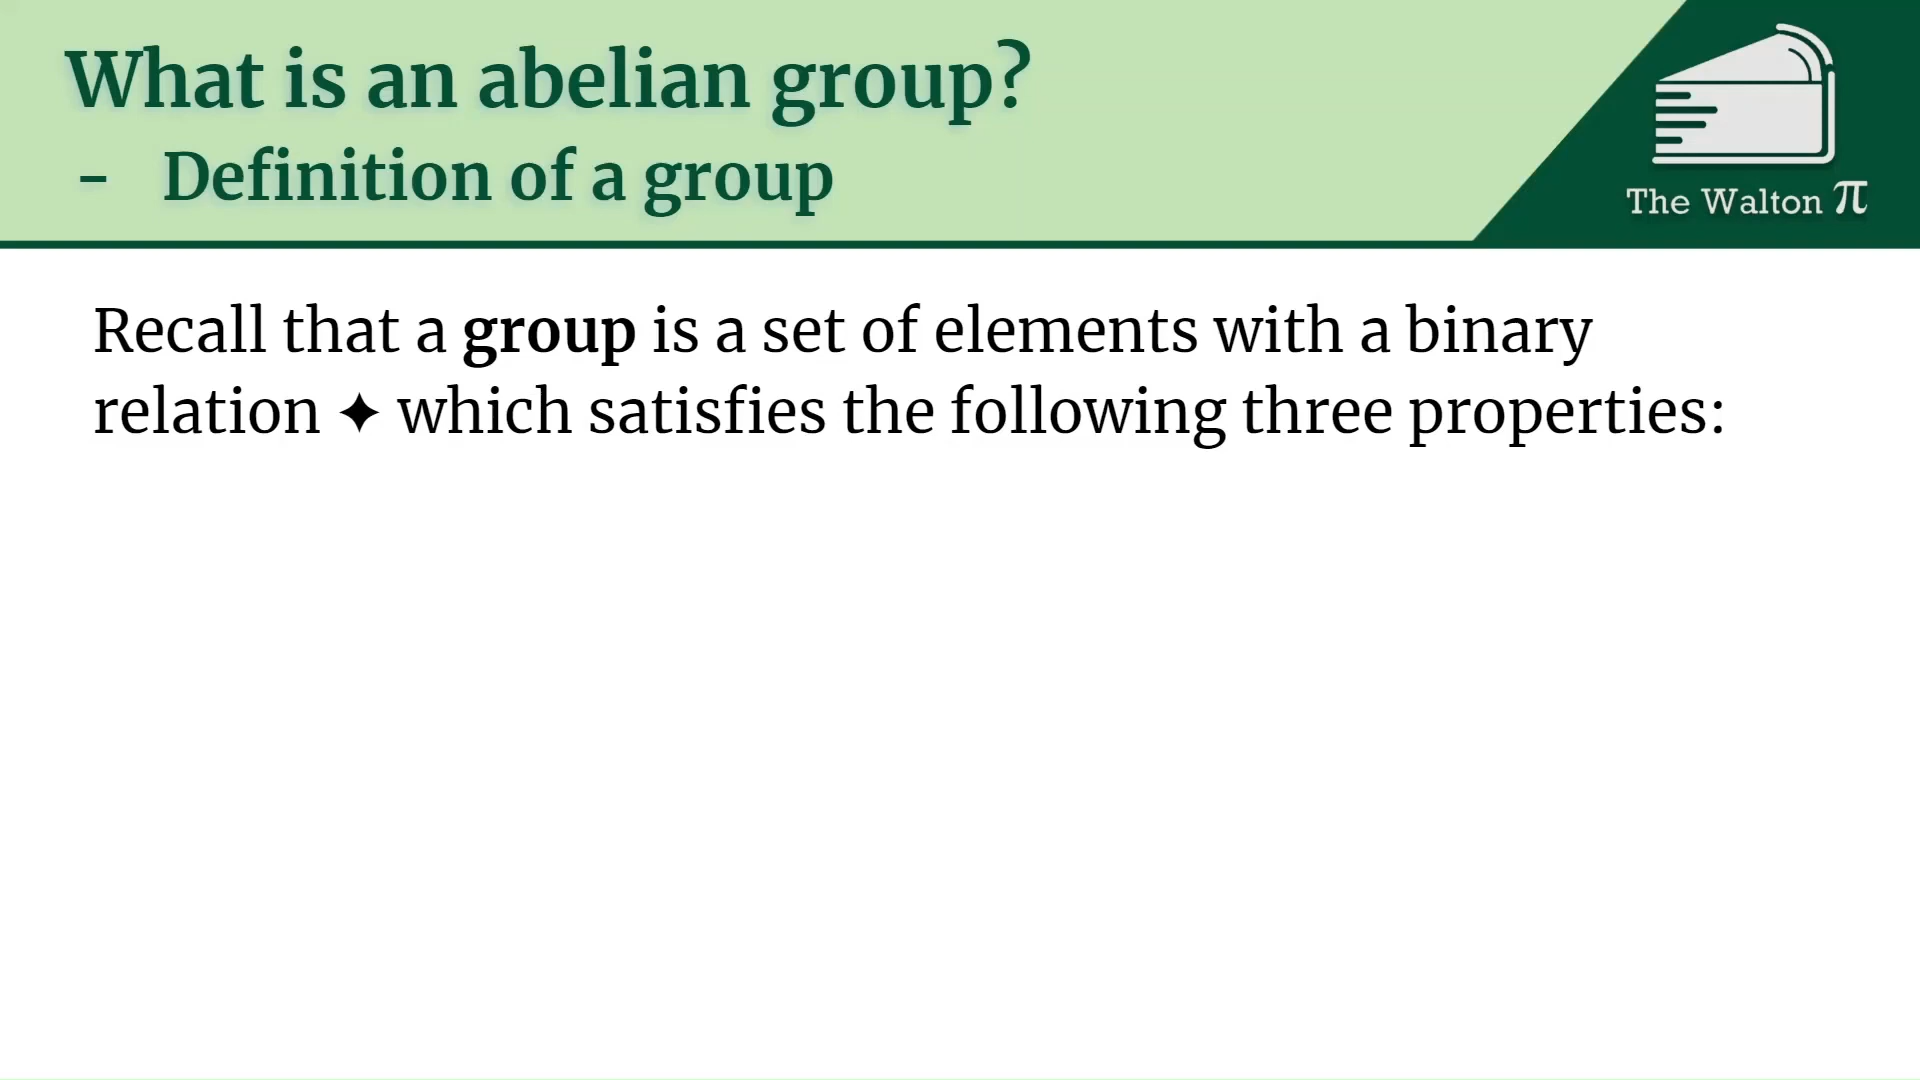 What is an abelian group?
- Definition of a group
The Walton π
Recall that a group is a set of elements with a binary
relation ✦ which satisfies the following three properties: